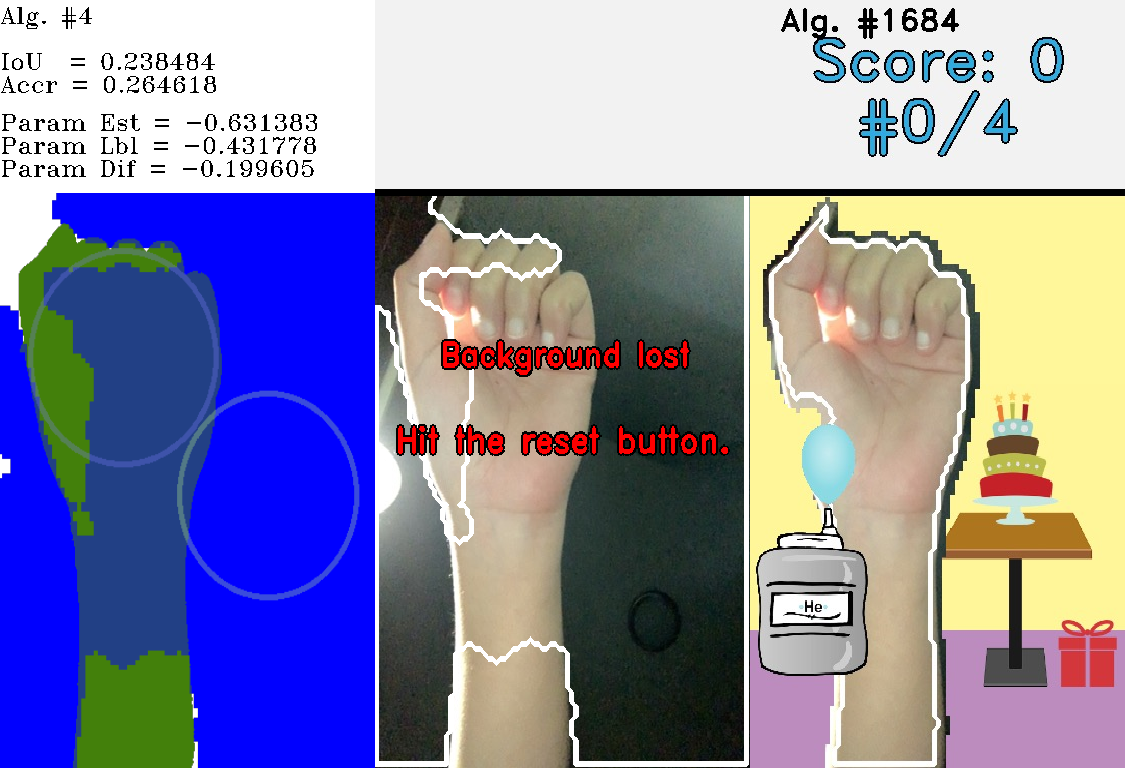 Alg. #4
IoU = 0.238484
Accr = 0.264618
Param Est = −0.631383
Param Lbl = −0.431778
Param Dif = −0.199605
Alg. #1684
Score: 0
#0/4
Background lost
Hit the reset button.
He